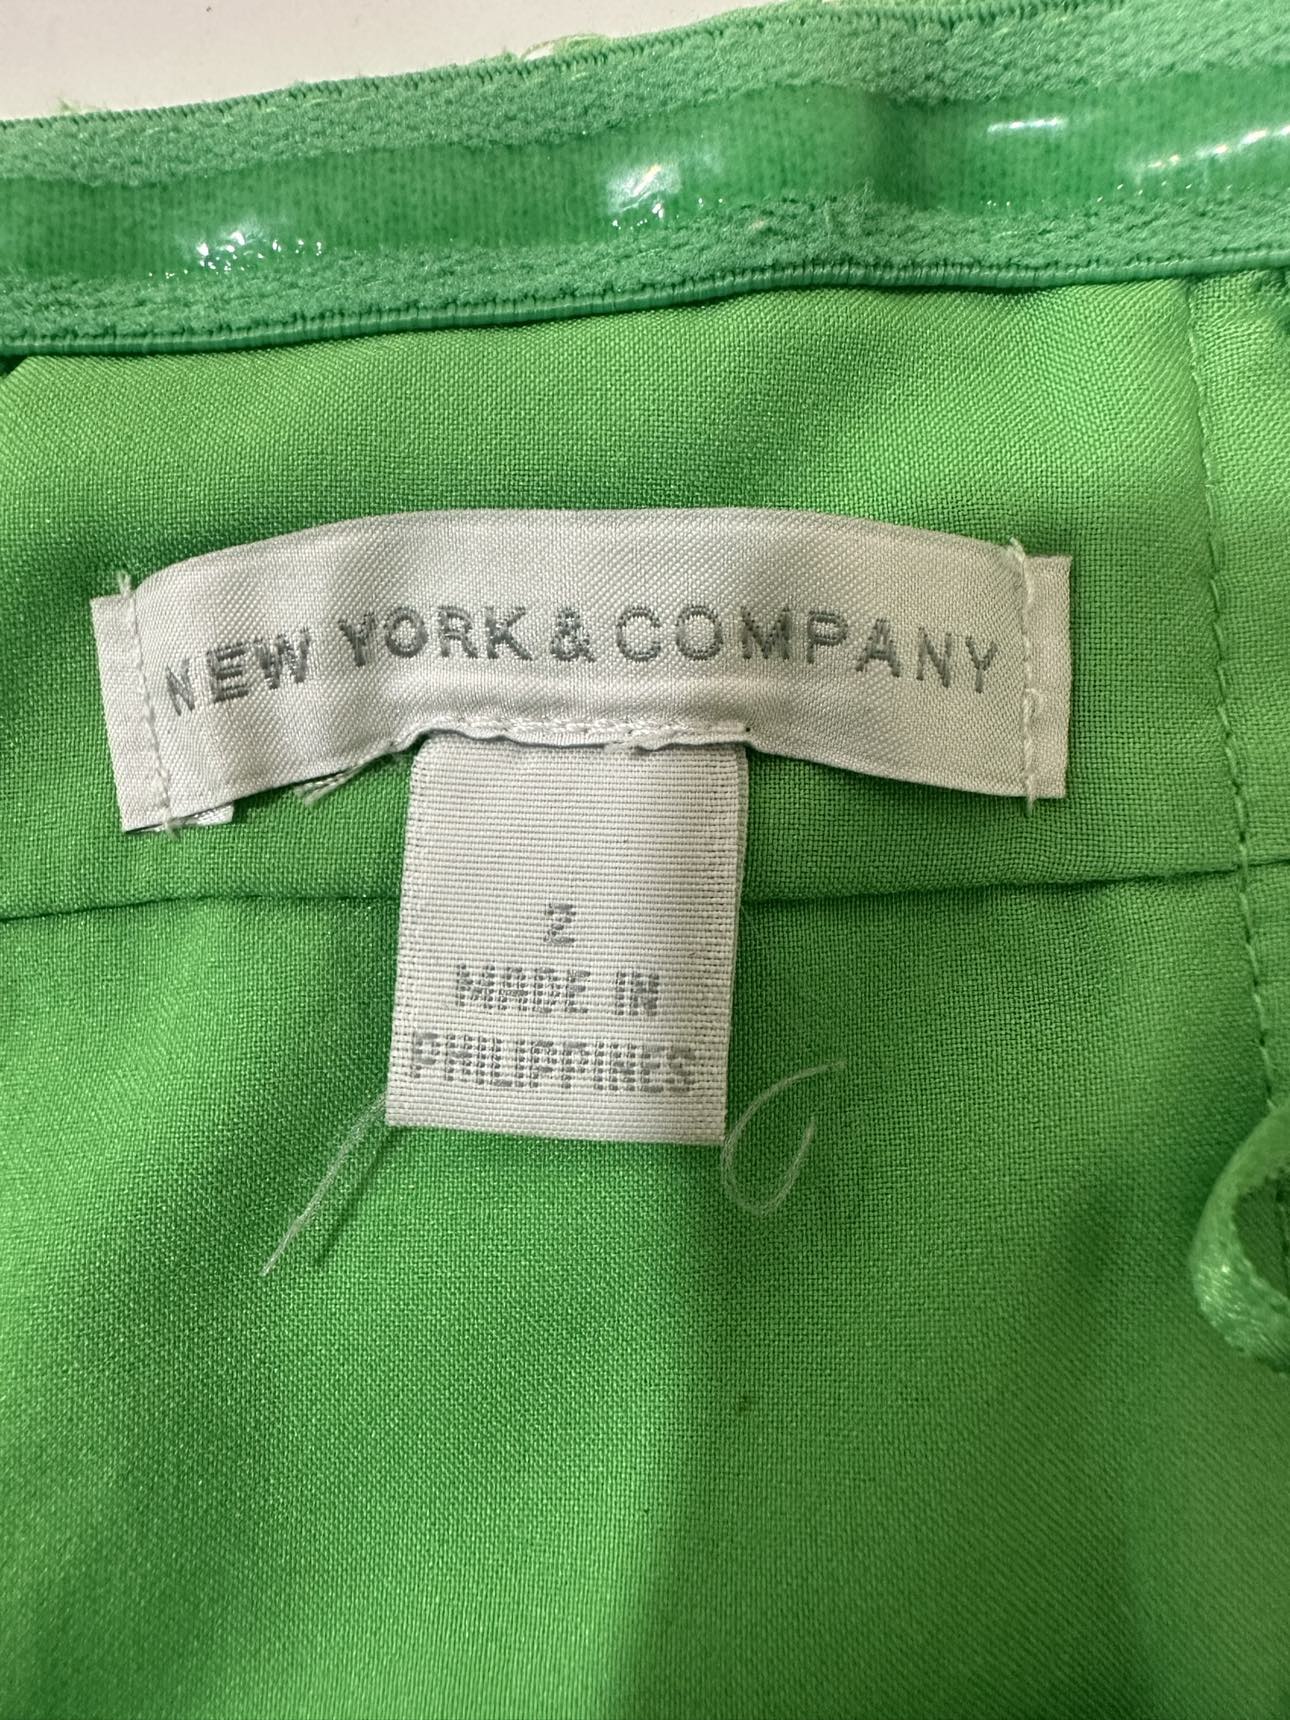 NEW YORK & COMPANY
2
MADE IN
PHILIPPINES